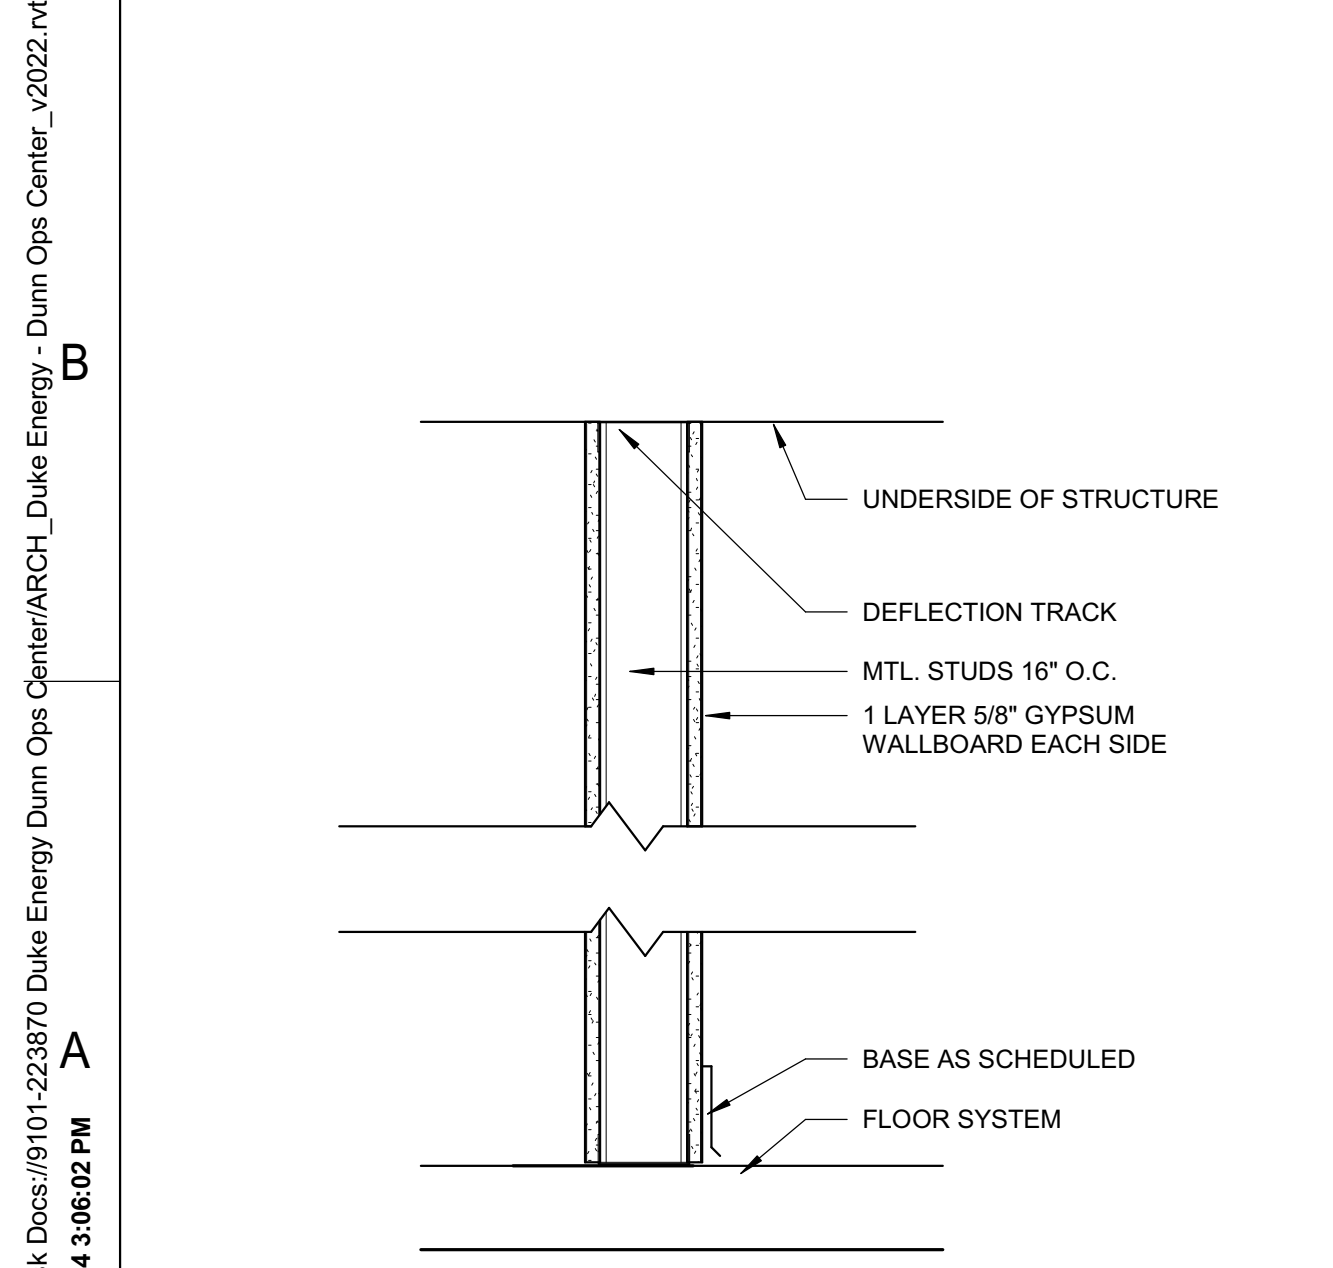 k Docs://9101-223870 Duke Energy Dunn Ops Center/ARCH_Duke Energy - Dunn Ops Center_v2022.rvt
4 3:06:02 PM
B
A
UNDERSIDE OF STRUCTURE
DEFLECTION TRACK
MTL. STUDS 16" O.C.
1 LAYER 5/8" GYPSUM
WALLBOARD EACH SIDE
BASE AS SCHEDULED
FLOOR SYSTEM